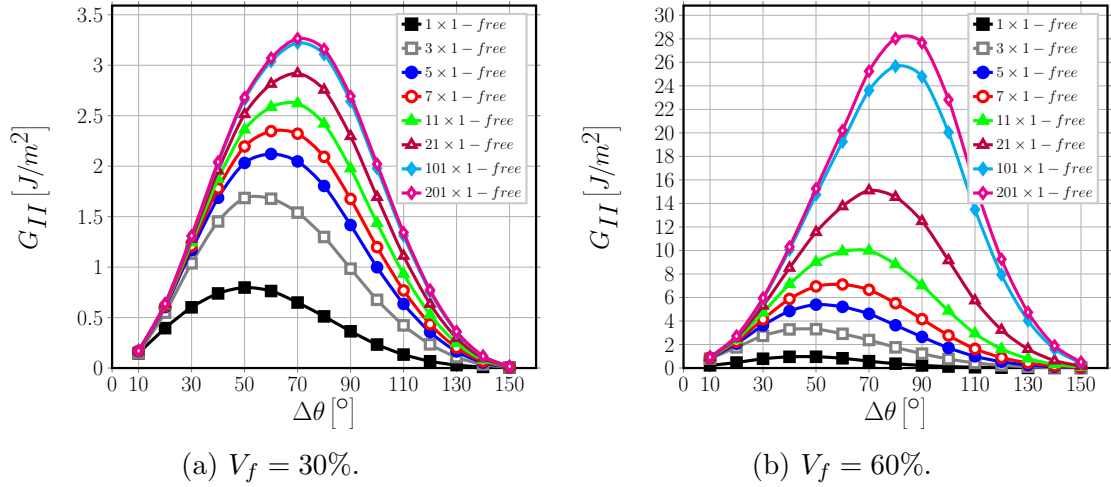 3.5
3
2.5
2
1.5
1
0.5
0
0 10 30 50 70 90 110 130 150
G_II [J/m2]
Δθ [°]
1 × 1 − free
3 × 1 − free
5 × 1 − free
7 × 1 − free
11 × 1 − free
21 × 1 − free
101 × 1 − free
201 × 1 − free
(a) V_f = 30%.
30
28
26
24
22
20
18
16
14
12
10
8
6
4
2
0
0 10 30 50 70 90 110 130 150
G_II [J/m2]
Δθ [°]
1 × 1 − free
3 × 1 − free
5 × 1 − free
7 × 1 − free
11 × 1 − free
21 × 1 − free
101 × 1 − free
201 × 1 − free
(b) V_f = 60%.